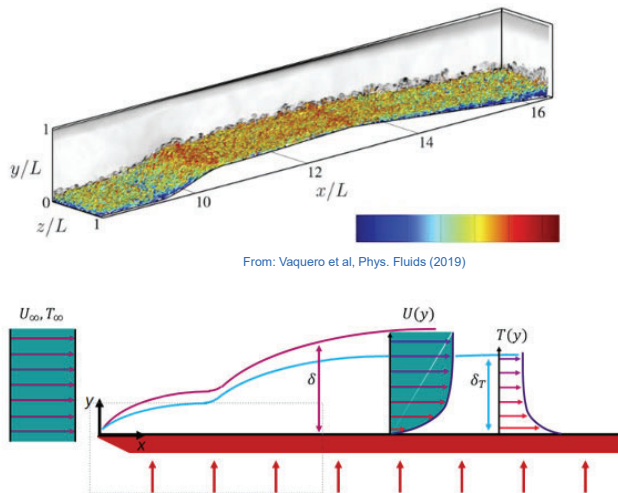 1
y/L
0
z/L
1
10
12
x/L
14
16
From: Vaquero et al, Phys. Fluids (2019)
U∞, T∞
U(y)
T(y)
δ
δT
y
x